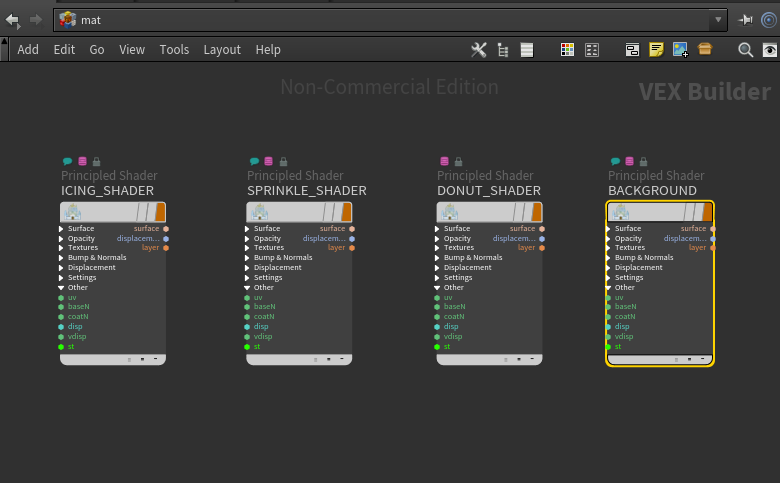 mat
Add Edit Go View Tools Layout Help
Non-Commercial Edition
VEX Builder
Principled Shader
ICING_SHADER
Surface surface
Opacity displacem...
Textures layer
Bump & Normals
Displacement
Settings
Other
uv
baseN
coatN
disp
vdisp
st
Principled Shader
SPRINKLE_SHADER
Surface surface
Opacity displacem...
Textures layer
Bump & Normals
Displacement
Settings
Other
uv
baseN
coatN
disp
vdisp
st
Principled Shader
DONUT_SHADER
Surface surface
Opacity displacem...
Textures layer
Bump & Normals
Displacement
Settings
Other
uv
baseN
coatN
disp
vdisp
st
Principled Shader
BACKGROUND
Surface surface
Opacity displacem...
Textures layer
Bump & Normals
Displacement
Settings
Other
uv
baseN
coatN
disp
vdisp
st